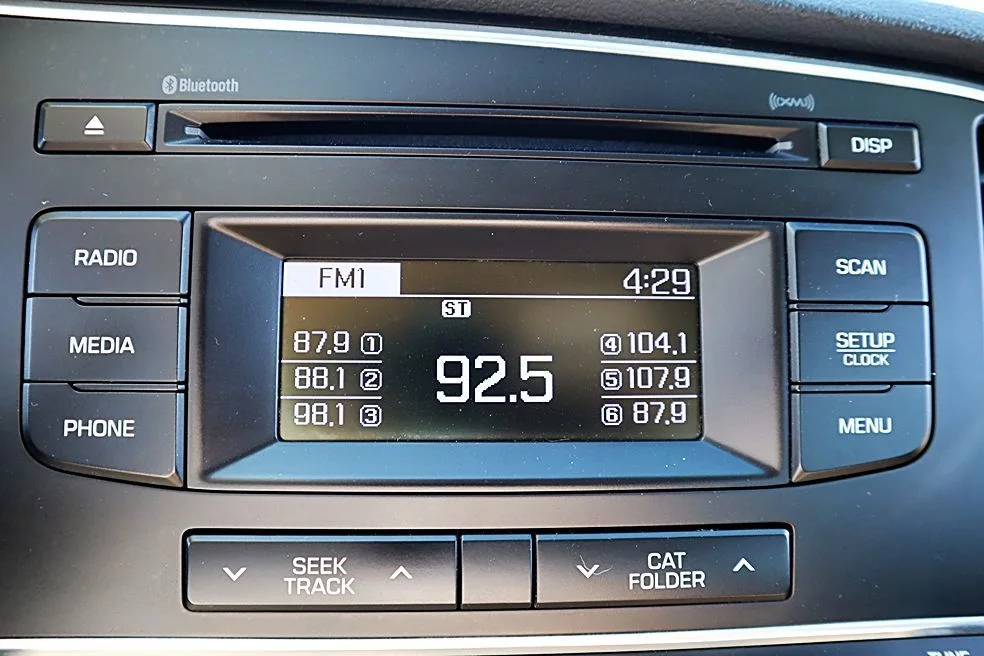 Bluetooth
((XM))
DISP
RADIO
MEDIA
PHONE
FM1 4:29
ST
87.9 1
88.1 2
98.1 3
92.5
4 104.1
5 107.9
6 87.9
SCAN
SETUP
CLOCK
MENU
SEEK
TRACK
CAT
FOLDER